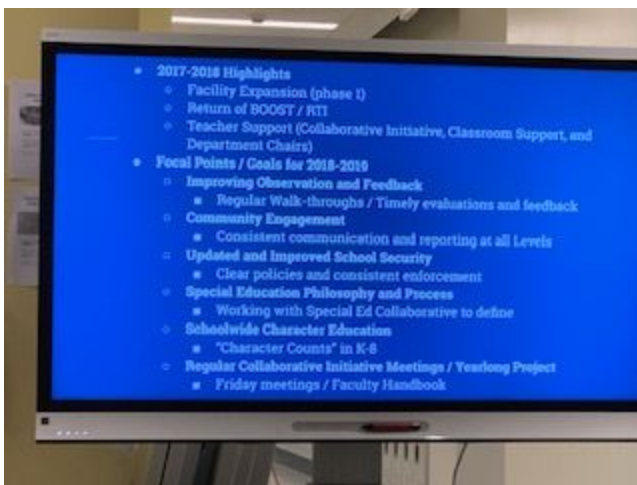 ● 2017-2018 Highlights
○ Facility Expansion (phase I)
○ Return of BOOST / RTI
○ Teacher Support (Collaborative Initiative, Classroom Support, and
Department Chairs)
● Focal Points / Goals for 2018-2019
○ Improving Observation and Feedback
■ Regular Walk-throughs / Timely evaluations and feedback
○ Community Engagement
■ Consistent communication and reporting at all Levels
○ Updated and Improved School Security
■ Clear policies and consistent enforcement
○ Special Education Philosophy and Process
■ Working with Special Ed Collaborative to define
○ Schoolwide Character Education
■ "Character Counts" in K-8
○ Regular Collaborative Initiative Meetings / Yearlong Project
■ Friday meetings / Faculty Handbook